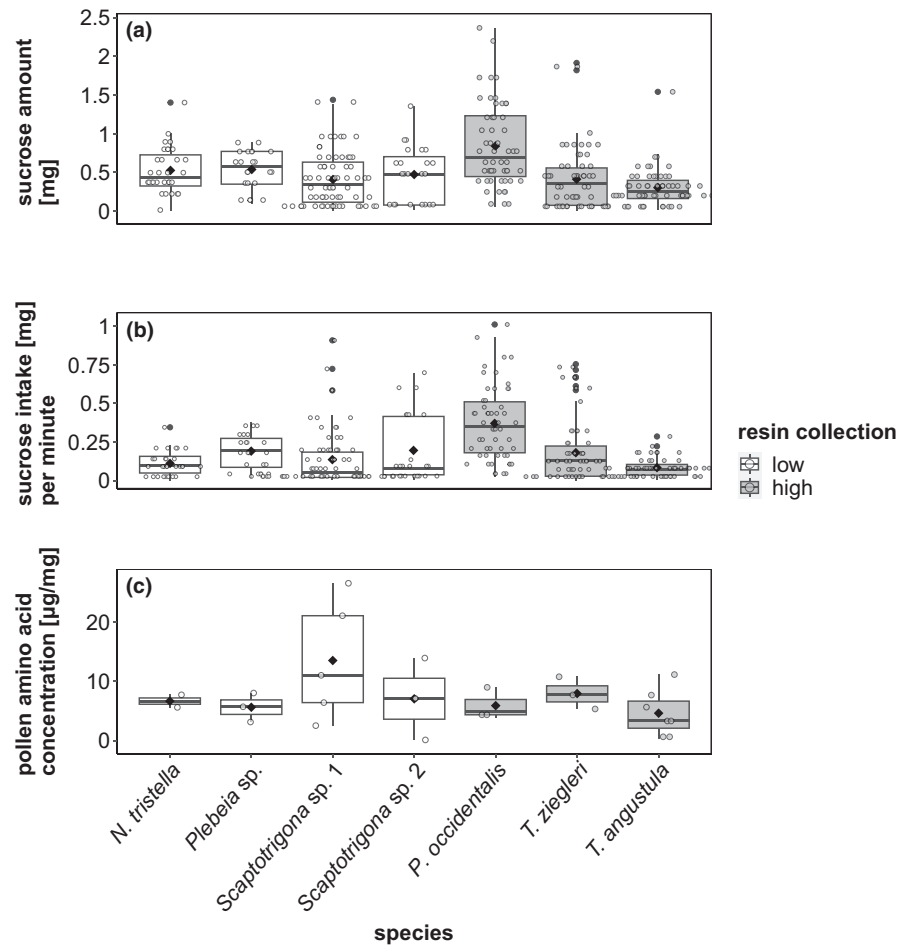 (a)
sucrose amount
[mg]
2.5
2
1.5
1
0.5
0
(b)
sucrose intake [mg]
per minute
1
0.75
0.5
0.25
0
resin collection
low
high
(c)
pollen amino acid
concentration [µg/mg]
20
10
0
N. tristella
Plebeia sp.
Scaptotrigona sp. 1
Scaptotrigona sp. 2
P. occidentalis
T. ziegleri
T. angustula
species